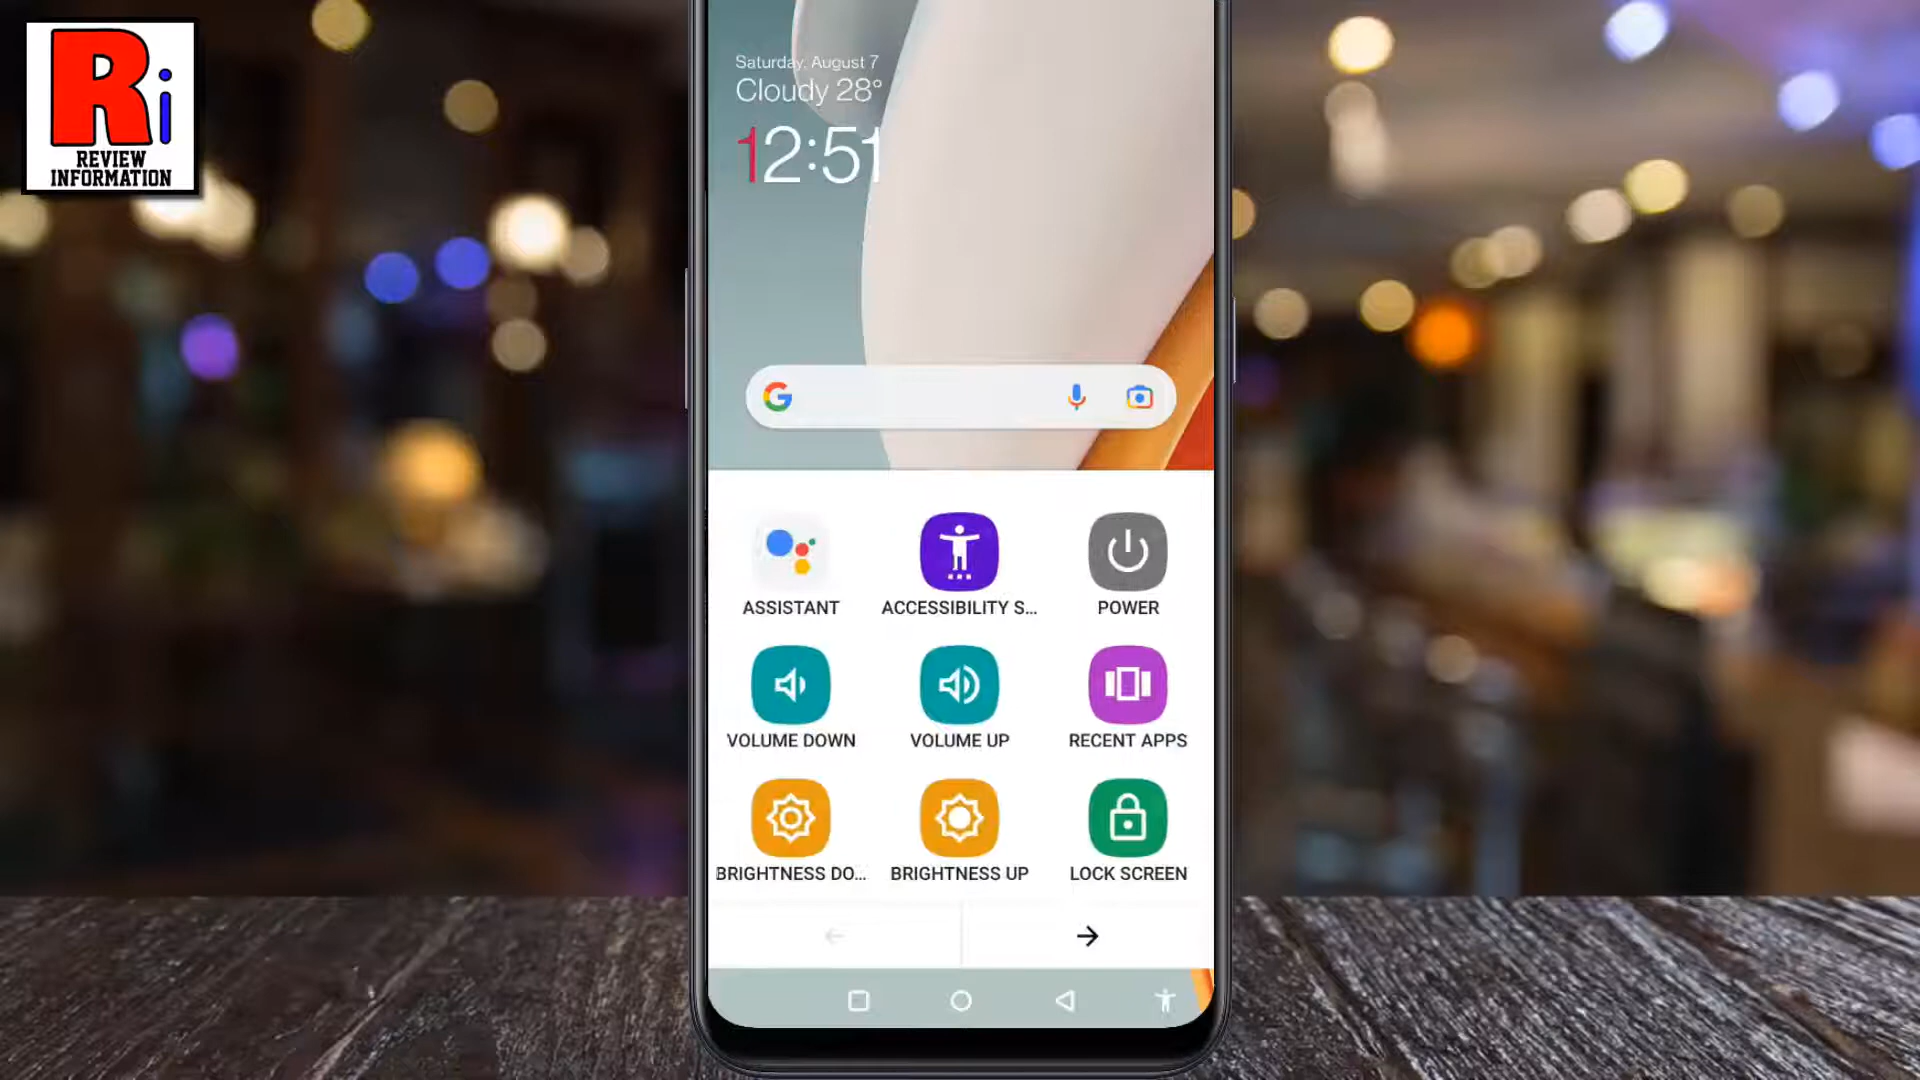 Ri
REVIEW
INFORMATION
Saturday, August 7
Cloudy 28°
12:51
G
ASSISTANT
ACCESSIBILITY S...
POWER
VOLUME DOWN
VOLUME UP
RECENT APPS
BRIGHTNESS DO...
BRIGHTNESS UP
LOCK SCREEN